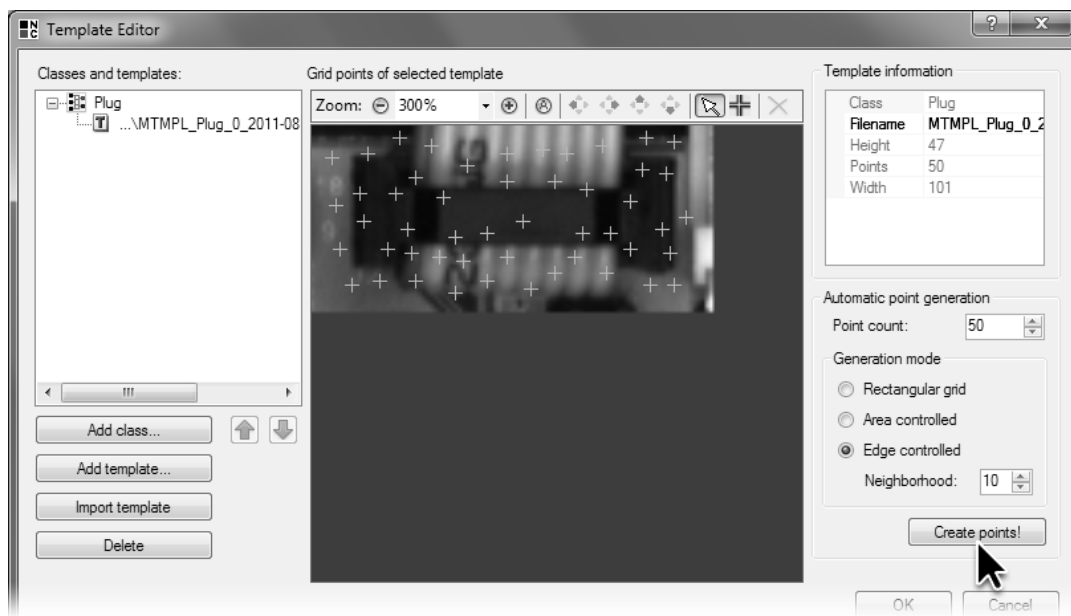 Template Editor
Classes and templates:
Plug
...\MTMPL_Plug_0_2011-08
Add class...
Add template...
Import template
Delete
Grid points of selected template
Zoom: 300%
Template information
Class Plug
Filename MTMPL_Plug_0_2
Height 47
Points 50
Width 101
Automatic point generation
Point count: 50
Generation mode
Rectangular grid
Area controlled
Edge controlled
Neighborhood: 10
Create points!
OK Cancel